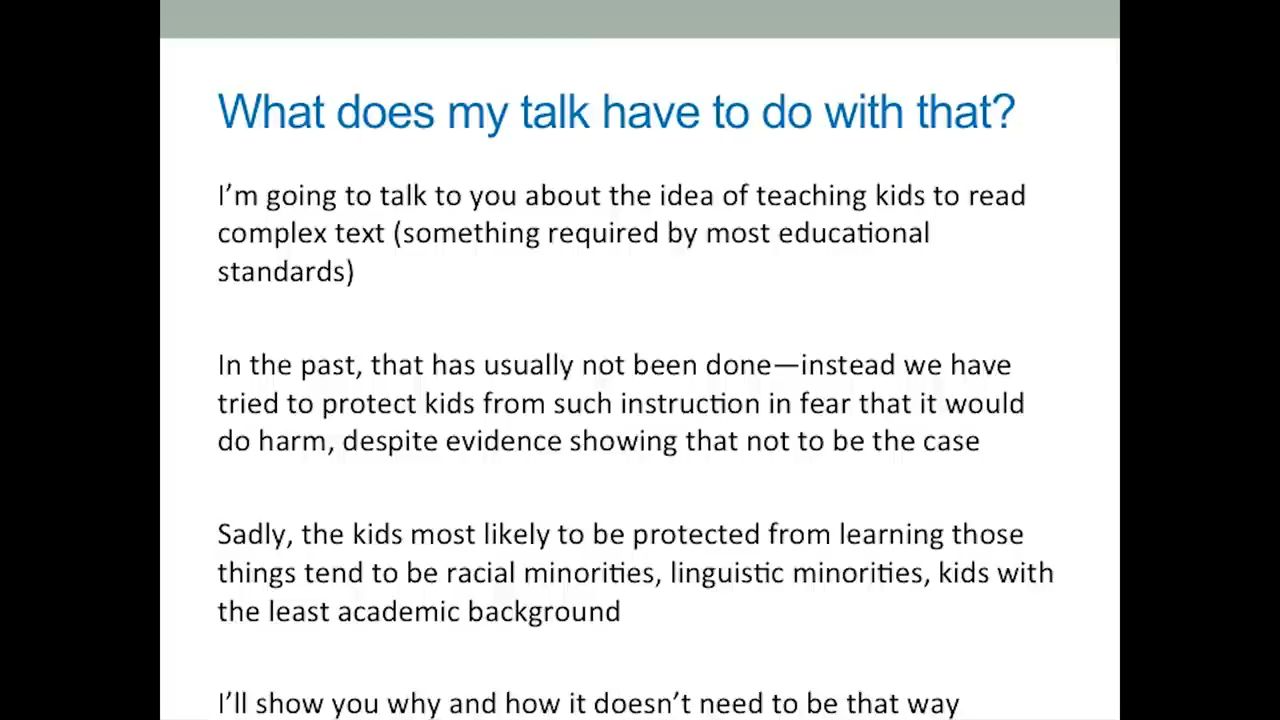 What does my talk have to do with that?
I’m going to talk to you about the idea of teaching kids to read
complex text (something required by most educational
standards)
In the past, that has usually not been done—instead we have
tried to protect kids from such instruction in fear that it would
do harm, despite evidence showing that not to be the case
Sadly, the kids most likely to be protected from learning those
things tend to be racial minorities, linguistic minorities, kids with
the least academic background
I’ll show you why and how it doesn’t need to be that way